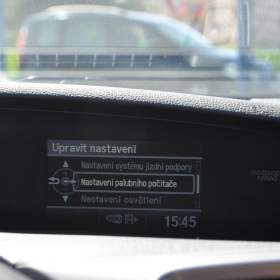 Upravit nastavení
Nastavení systému jízdní podpory
Nastavení palubního počítače
Nastavení osvětlení
15:45